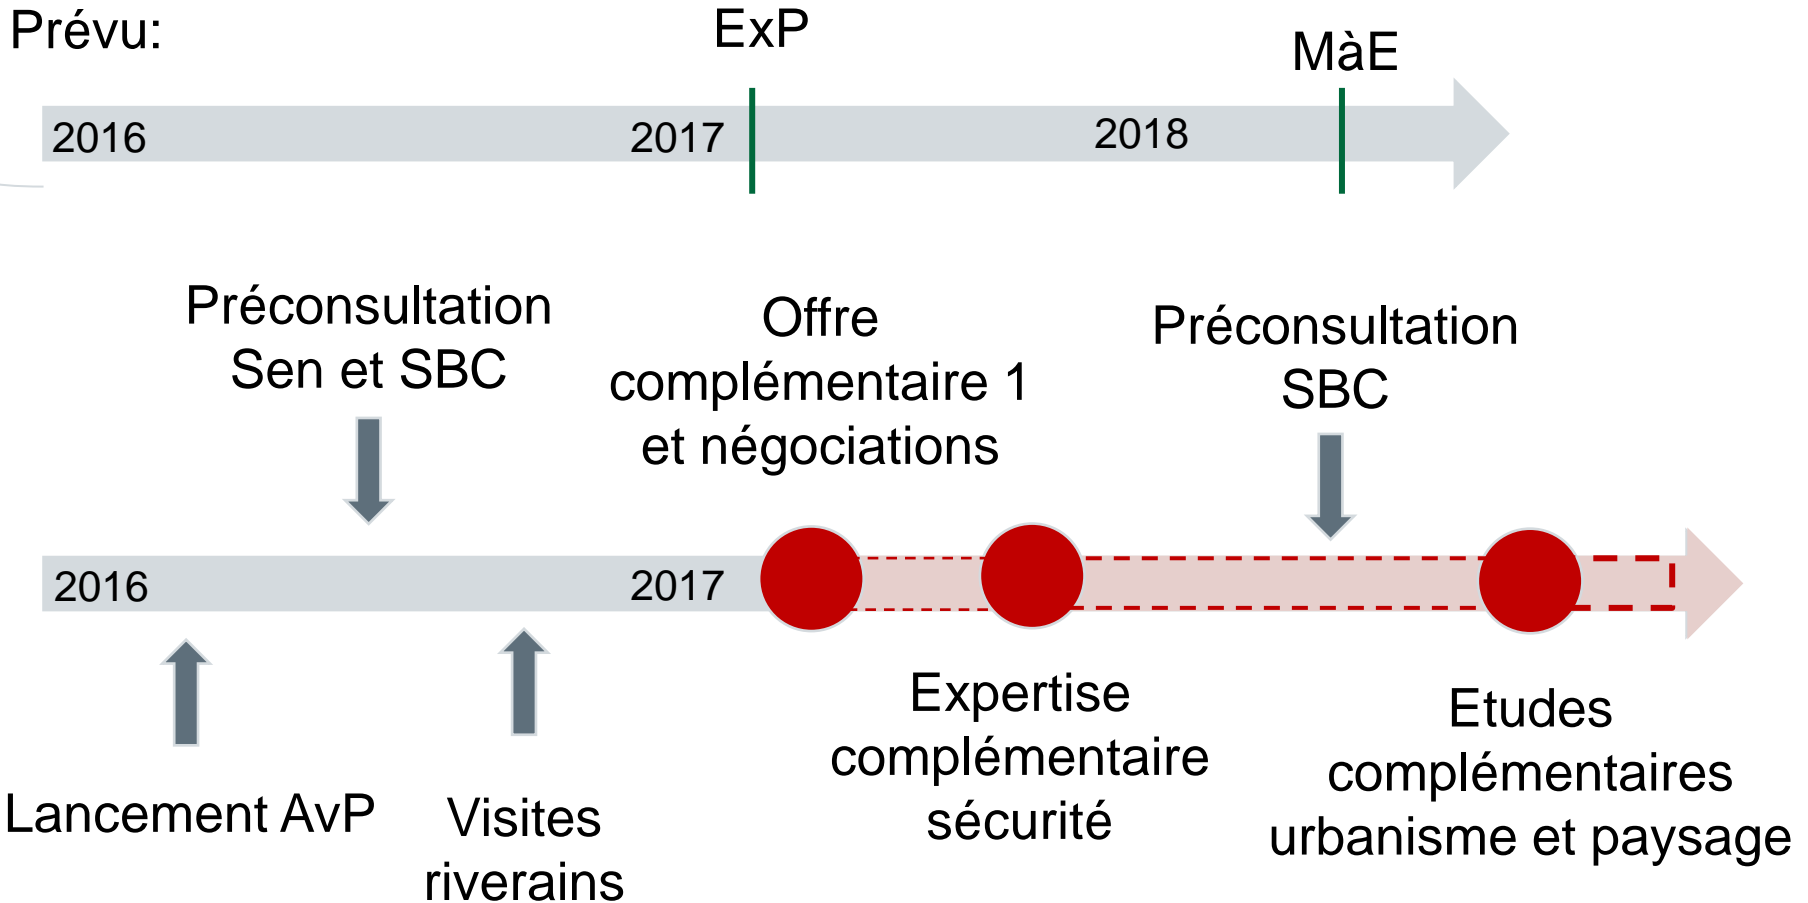 Prévu:
ExP
MàE
2016
2017
2018
Préconsultation
Sen et SBC
Offre
complémentaire 1
et négociations
Préconsultation
SBC
2016
2017
Lancement AvP
Visites
riverains
Expertise
complémentaire
sécurité
Etudes
complémentaires
urbanisme et paysage